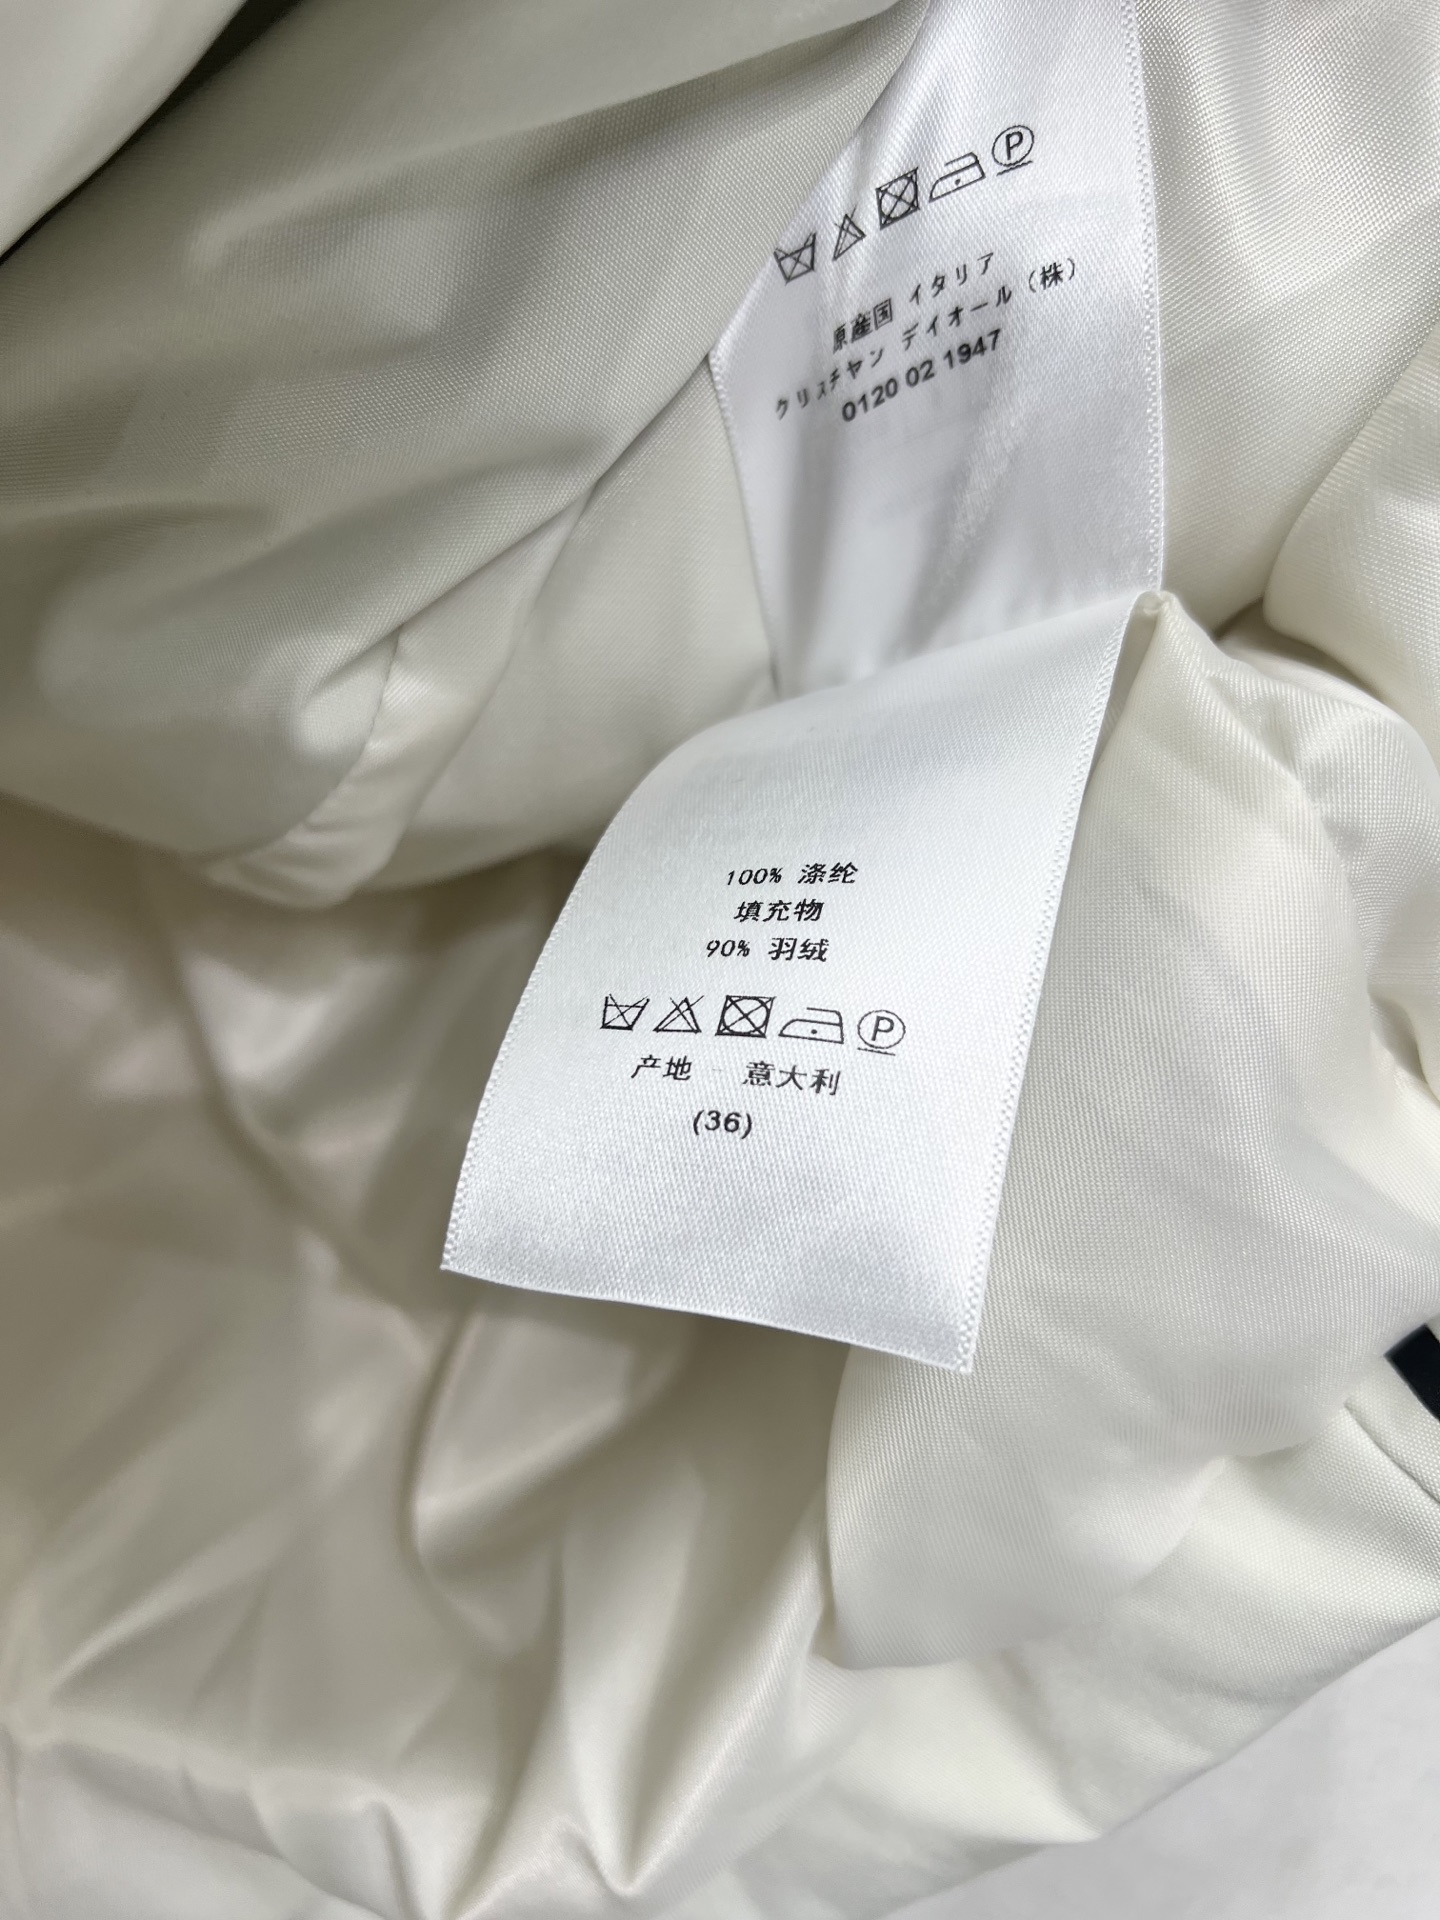 P
原産国 イタリア
クリスチャン デイオール (株)
0120 02 1947
100% 涤纶
填充物
90% 羽绒
P
产地 - 意大利
(36)